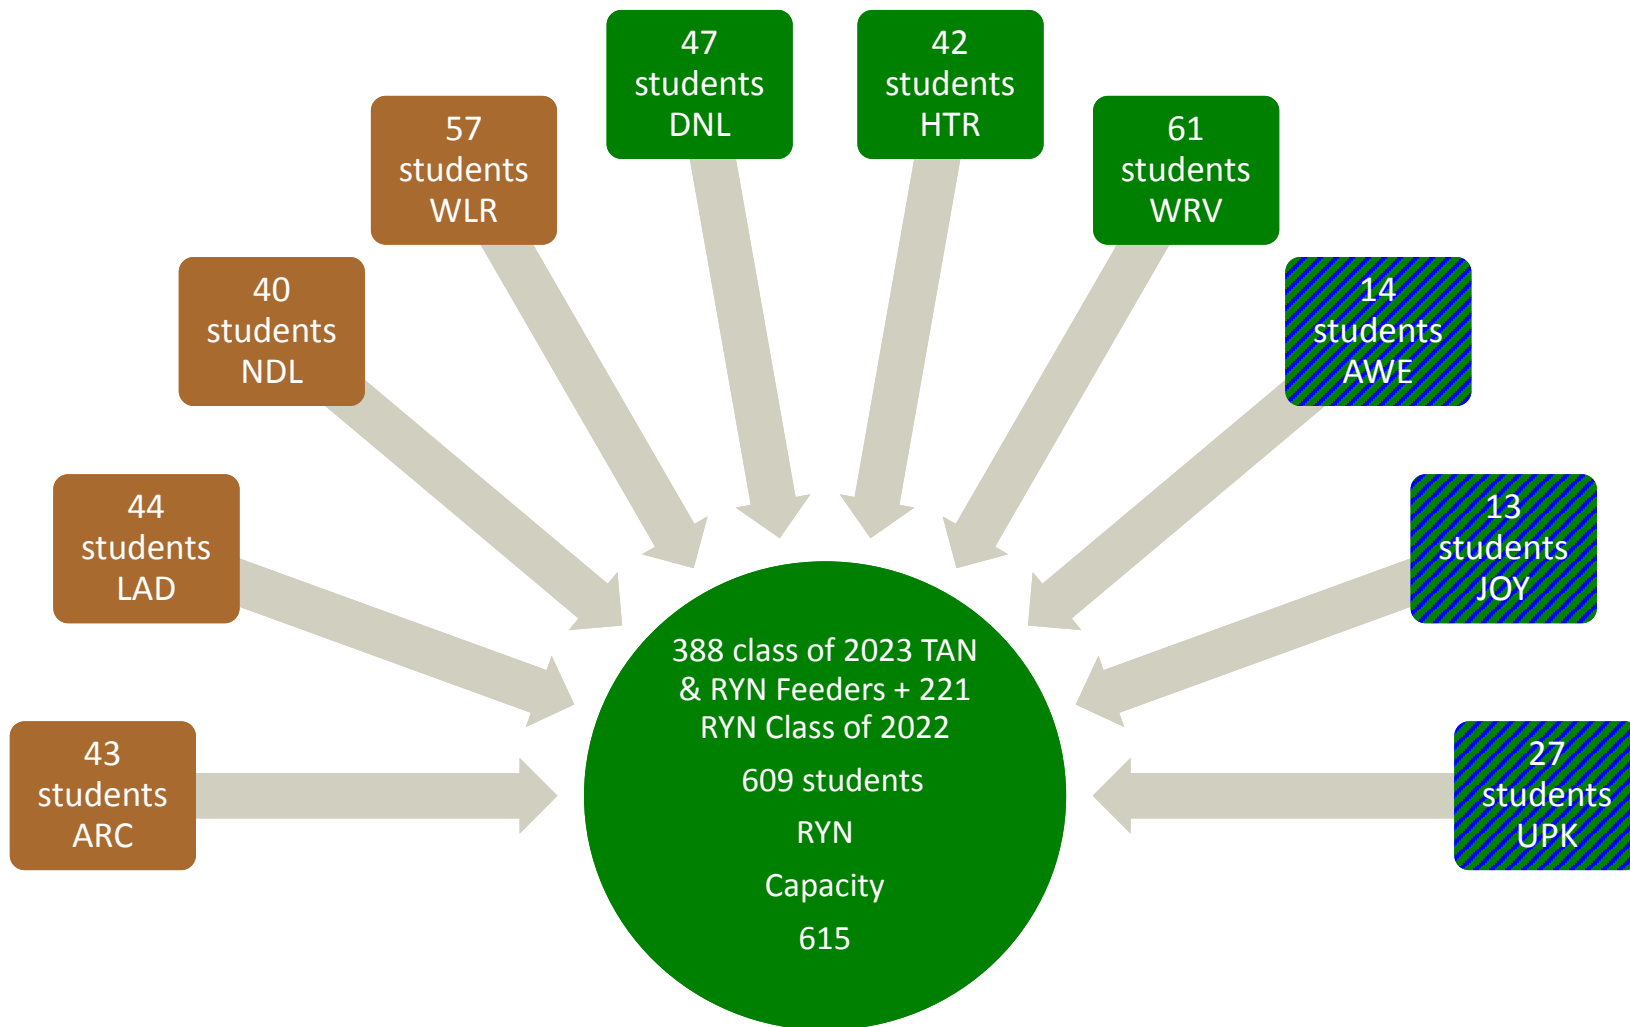 43
students
ARC
44
students
LAD
40
students
NDL
57
students
WLR
47
students
DNL
42
students
HTR
61
students
WRV
14
students
AWE
13
students
JOY
27
students
UPK
388 class of 2023 TAN
& RYN Feeders + 221
RYN Class of 2022
609 students
RYN
Capacity
615